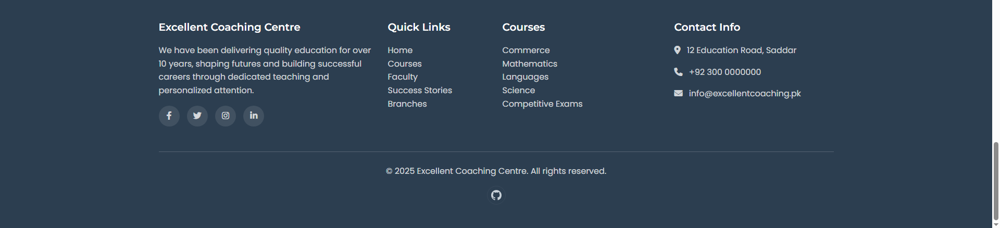 Excellent Coaching Centre
We have been delivering quality education for over
10 years, shaping futures and building successful
careers through dedicated teaching and
personalized attention.
Quick Links
Home
Courses
Faculty
Success Stories
Branches
Courses
Commerce
Mathematics
Languages
Science
Competitive Exams
Contact Info
12 Education Road, Saddar
+92 300 0000000
info@excellentcoaching.pk
© 2025 Excellent Coaching Centre. All rights reserved.